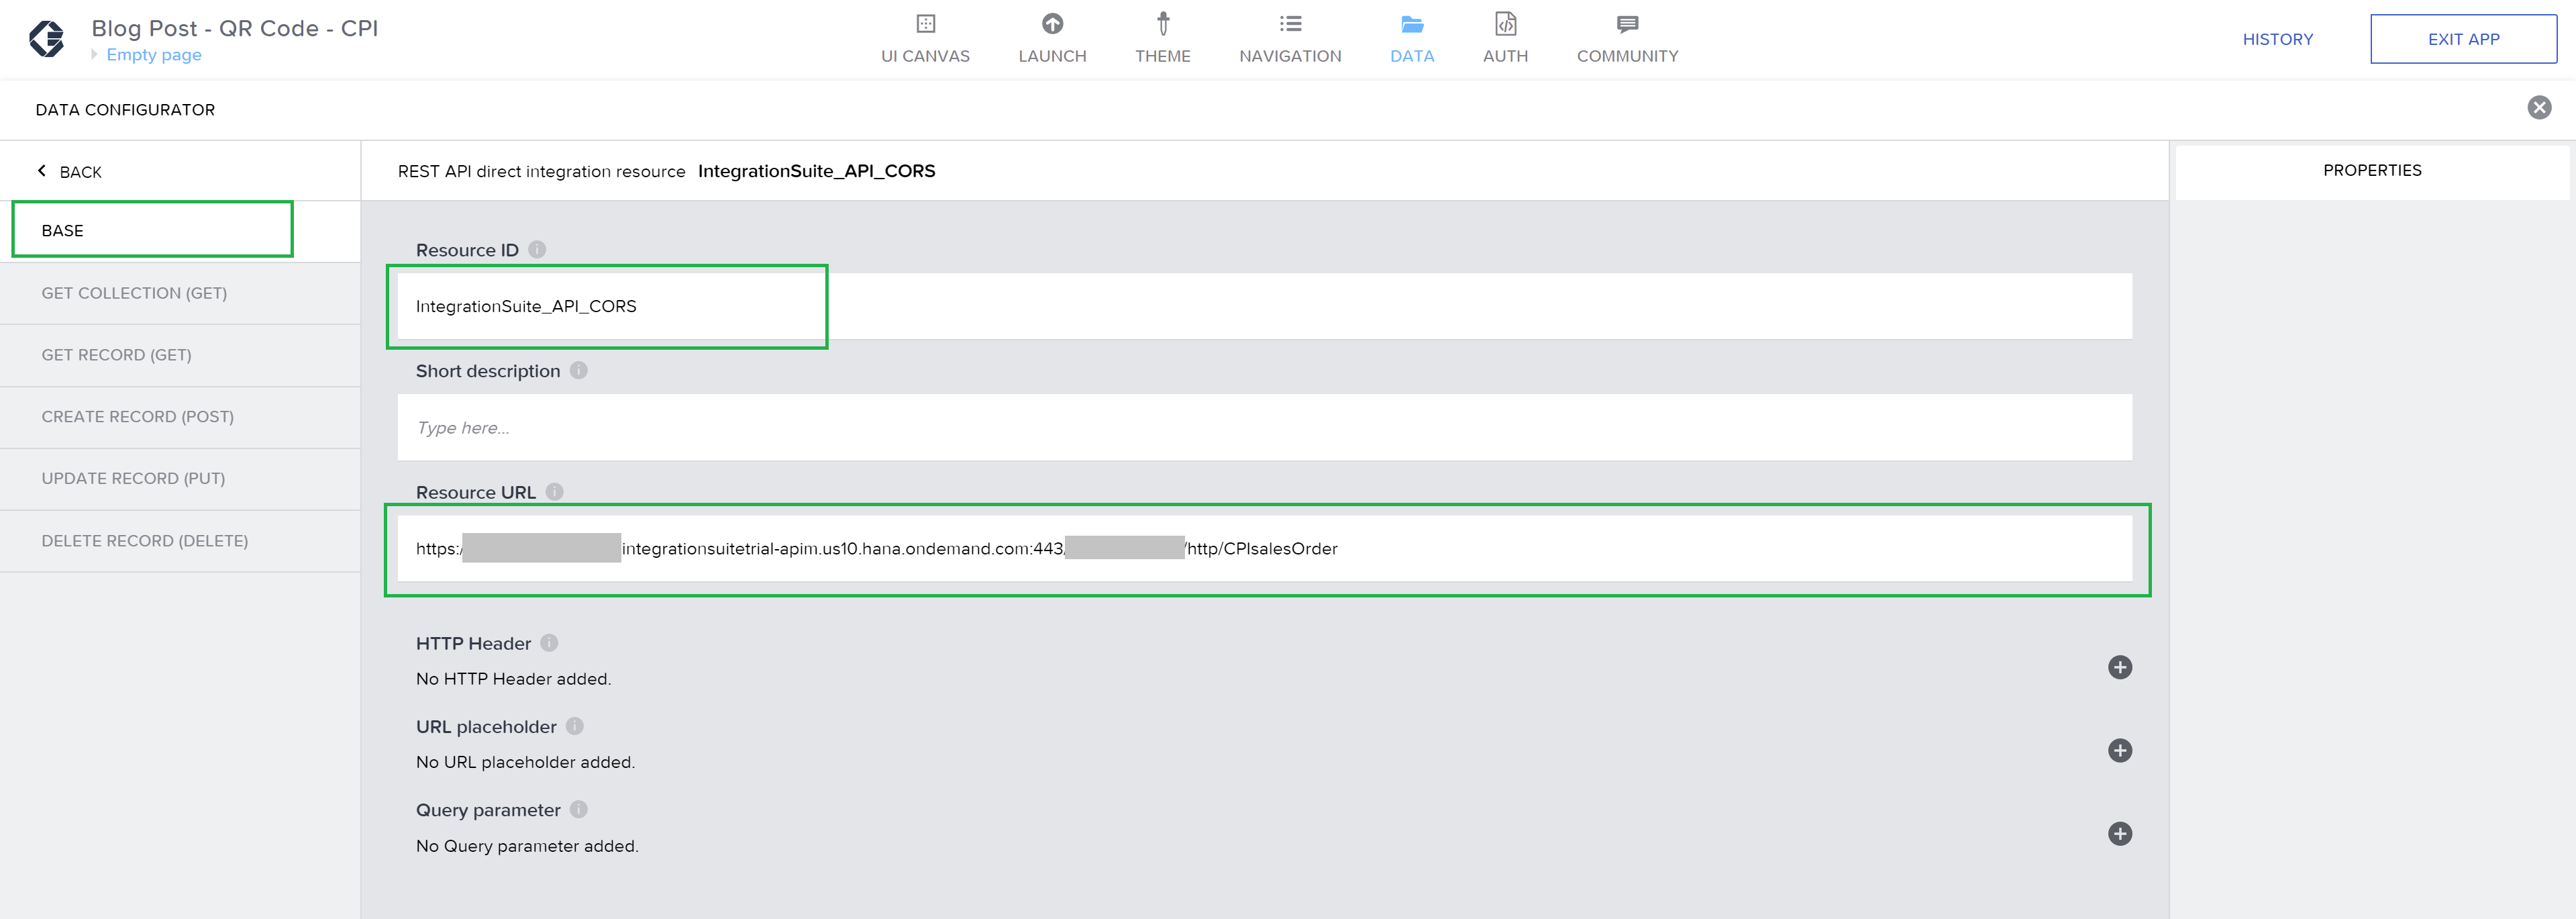 Blog Post - QR Code - CPI
Empty page
UI CANVAS
LAUNCH
THEME
NAVIGATION
DATA
AUTH
COMMUNITY
HISTORY
EXIT APP
DATA CONFIGURATOR
BACK
REST API direct integration resource IntegrationSuite_API_CORS
PROPERTIES
BASE
GET COLLECTION (GET)
GET RECORD (GET)
CREATE RECORD (POST)
UPDATE RECORD (PUT)
DELETE RECORD (DELETE)
Resource ID
IntegrationSuite_API_CORS
Short description
Type here...
Resource URL
https:/ integrationsuitetrial-apim.us10.hana.ondemand.com:443/ /http/CPIsalesOrder
HTTP Header
No HTTP Header added.
URL placeholder
No URL placeholder added.
Query parameter
No Query parameter added.